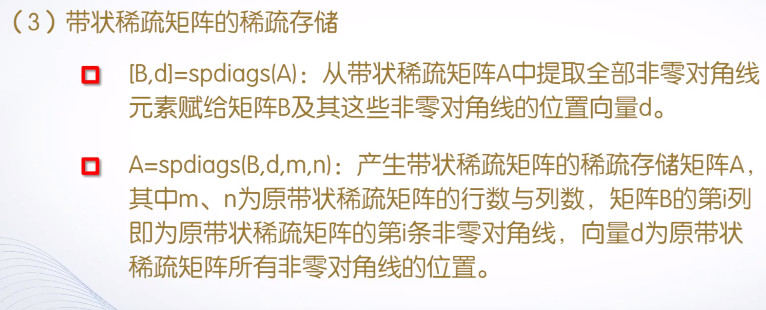 （3）带状稀疏矩阵的稀疏存储
[B,d]=spdiags(A)：从带状稀疏矩阵A中提取全部非零对角线
元素赋给矩阵B及其这些非零对角线的位置向量d。
A=spdiags(B,d,m,n)：产生带状稀疏矩阵的稀疏存储矩阵A，
其中m、n为原带状稀疏矩阵的行数与列数，矩阵B的第i列
即为原带状稀疏矩阵的第i条非零对角线，向量d为原带状
稀疏矩阵所有非零对角线的位置。